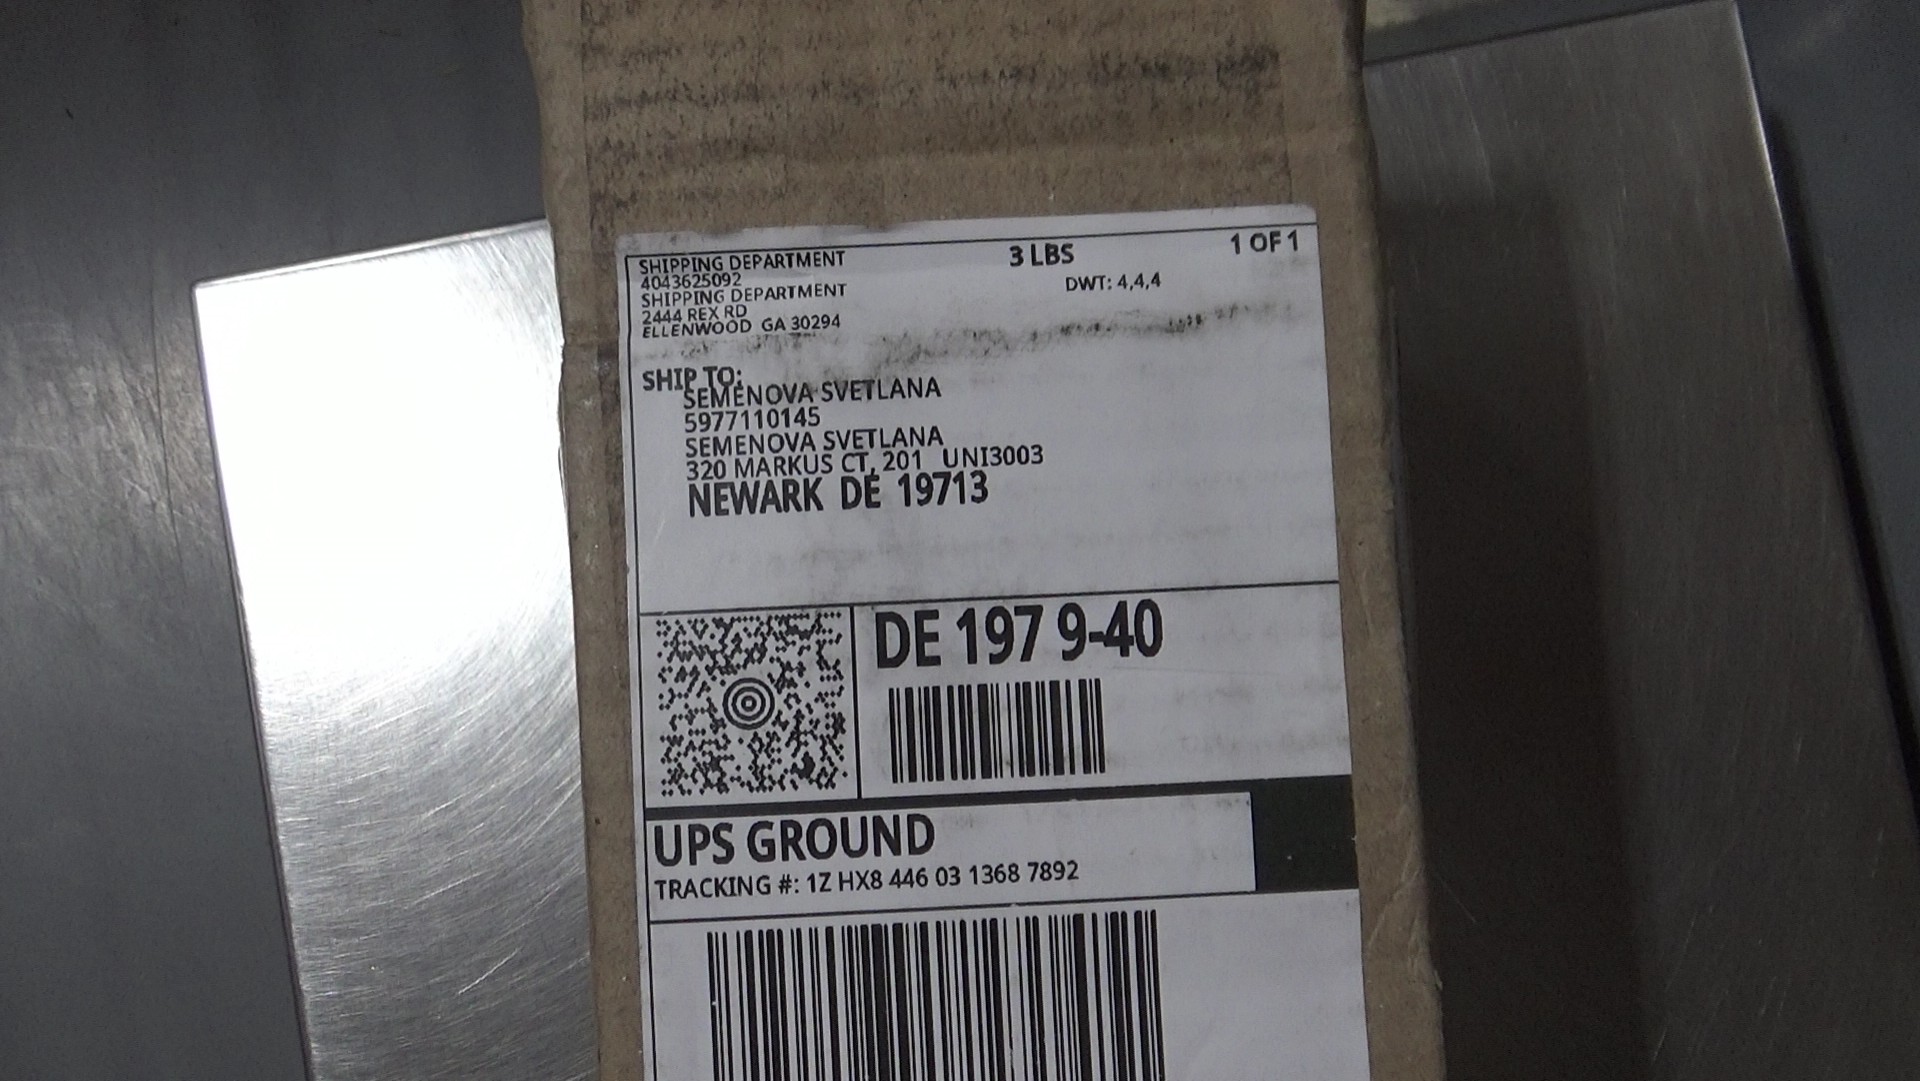 SHIPPING DEPARTMENT
4043625092
SHIPPING DEPARTMENT
2444 REX RD
ELLENWOOD GA 30294
3 LBS
1 OF 1
DWT: 4,4,4
SHIP TO:
SEMENOVA SVETLANA
5977110145
SEMENOVA SVETLANA
320 MARKUS CT, 201 UNI3003
NEWARK DE 19713
DE 197 9-40
UPS GROUND
TRACKING #: 1Z HX8 446 03 1368 7892